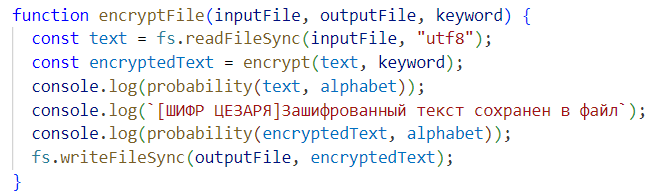 function encryptFile(inputFile, outputFile, keyword) {
const text = fs.readFileSync(inputFile, "utf8");
const encryptedText = encrypt(text, keyword);
console.log(probability(text, alphabet));
console.log(`[ШИФР ЦЕЗАРЯ]Зашифрованный текст сохранен в файл`);
console.log(probability(encryptedText, alphabet));
fs.writeFileSync(outputFile, encryptedText);
}